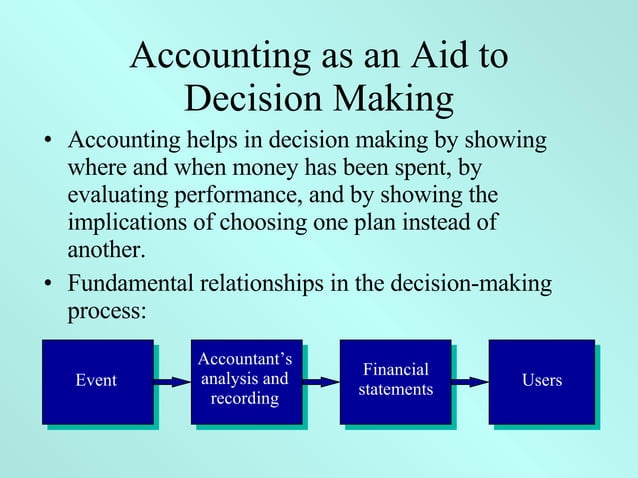 Accounting as an Aid to
Decision Making
• Accounting helps in decision making by showing
where and when money has been spent, by
evaluating performance, and by showing the
implications of choosing one plan instead of
another.
• Fundamental relationships in the decision-making
process:
Event
Accountant’s
analysis and
recording
Financial
statements
Users